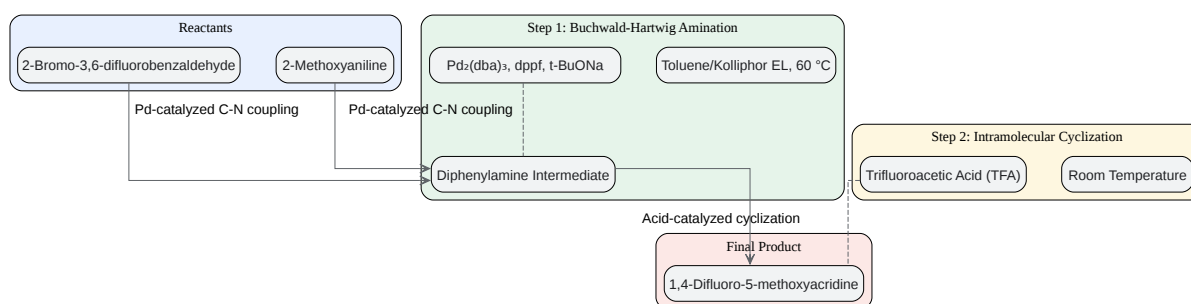 Reactants
2-Bromo-3,6-difluorobenzaldehyde
2-Methoxyaniline
Step 1: Buchwald-Hartwig Amination
Pd₂(dba)₃, dppf, t-BuONa
Toluene/Kolliphor EL, 60 °C
Pd-catalyzed C-N coupling
Pd-catalyzed C-N coupling
Diphenylamine Intermediate
Step 2: Intramolecular Cyclization
Trifluoroacetic Acid (TFA)
Room Temperature
Acid-catalyzed cyclization
Final Product
1,4-Difluoro-5-methoxyacridine